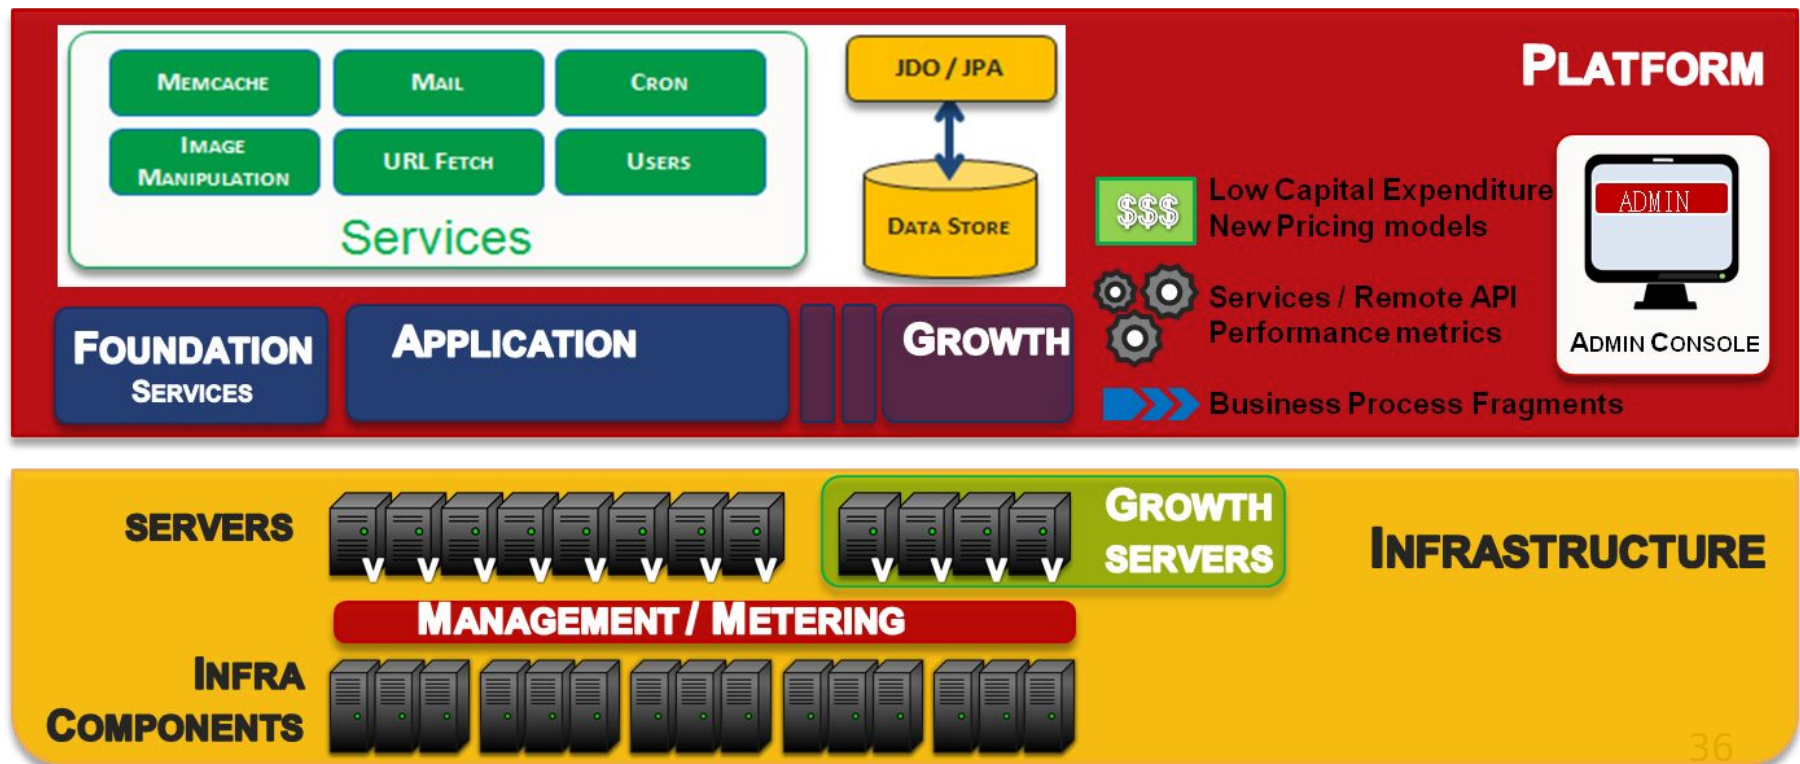 PLATFORM
MEMCACHE
MAIL
CRON
IMAGE
MANIPULATION
URL FETCH
USERS
Services
JDO / JPA
DATA STORE
$$$
Low Capital Expenditure
New Pricing models
Services / Remote API
Performance metrics
Business Process Fragments
ADMIN
ADMIN CONSOLE
FOUNDATION
SERVICES
APPLICATION
GROWTH
SERVERS
V V V V V V V V
V V V V
GROWTH
SERVERS
INFRASTRUCTURE
MANAGEMENT / METERING
INFRA
COMPONENTS
36